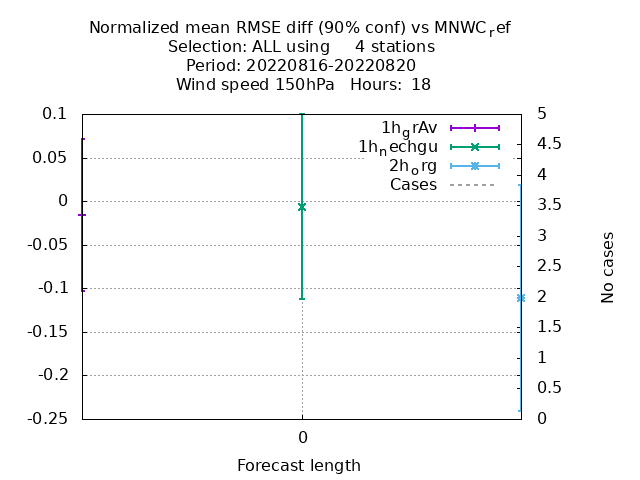 Normalized mean RMSE diff (90% conf) vs MNWC_ref
Selection: ALL using     4 stations
Period: 20220816-20220820
Wind speed 150hPa   Hours: 18
0.1
0.05
0
-0.05
-0.1
-0.15
-0.2
-0.25
1h_grAv
1h_nechgu
2h_org
Cases
5
4.5
4
3.5
3
2.5
2
1.5
1
0.5
0
No cases
0
Forecast length